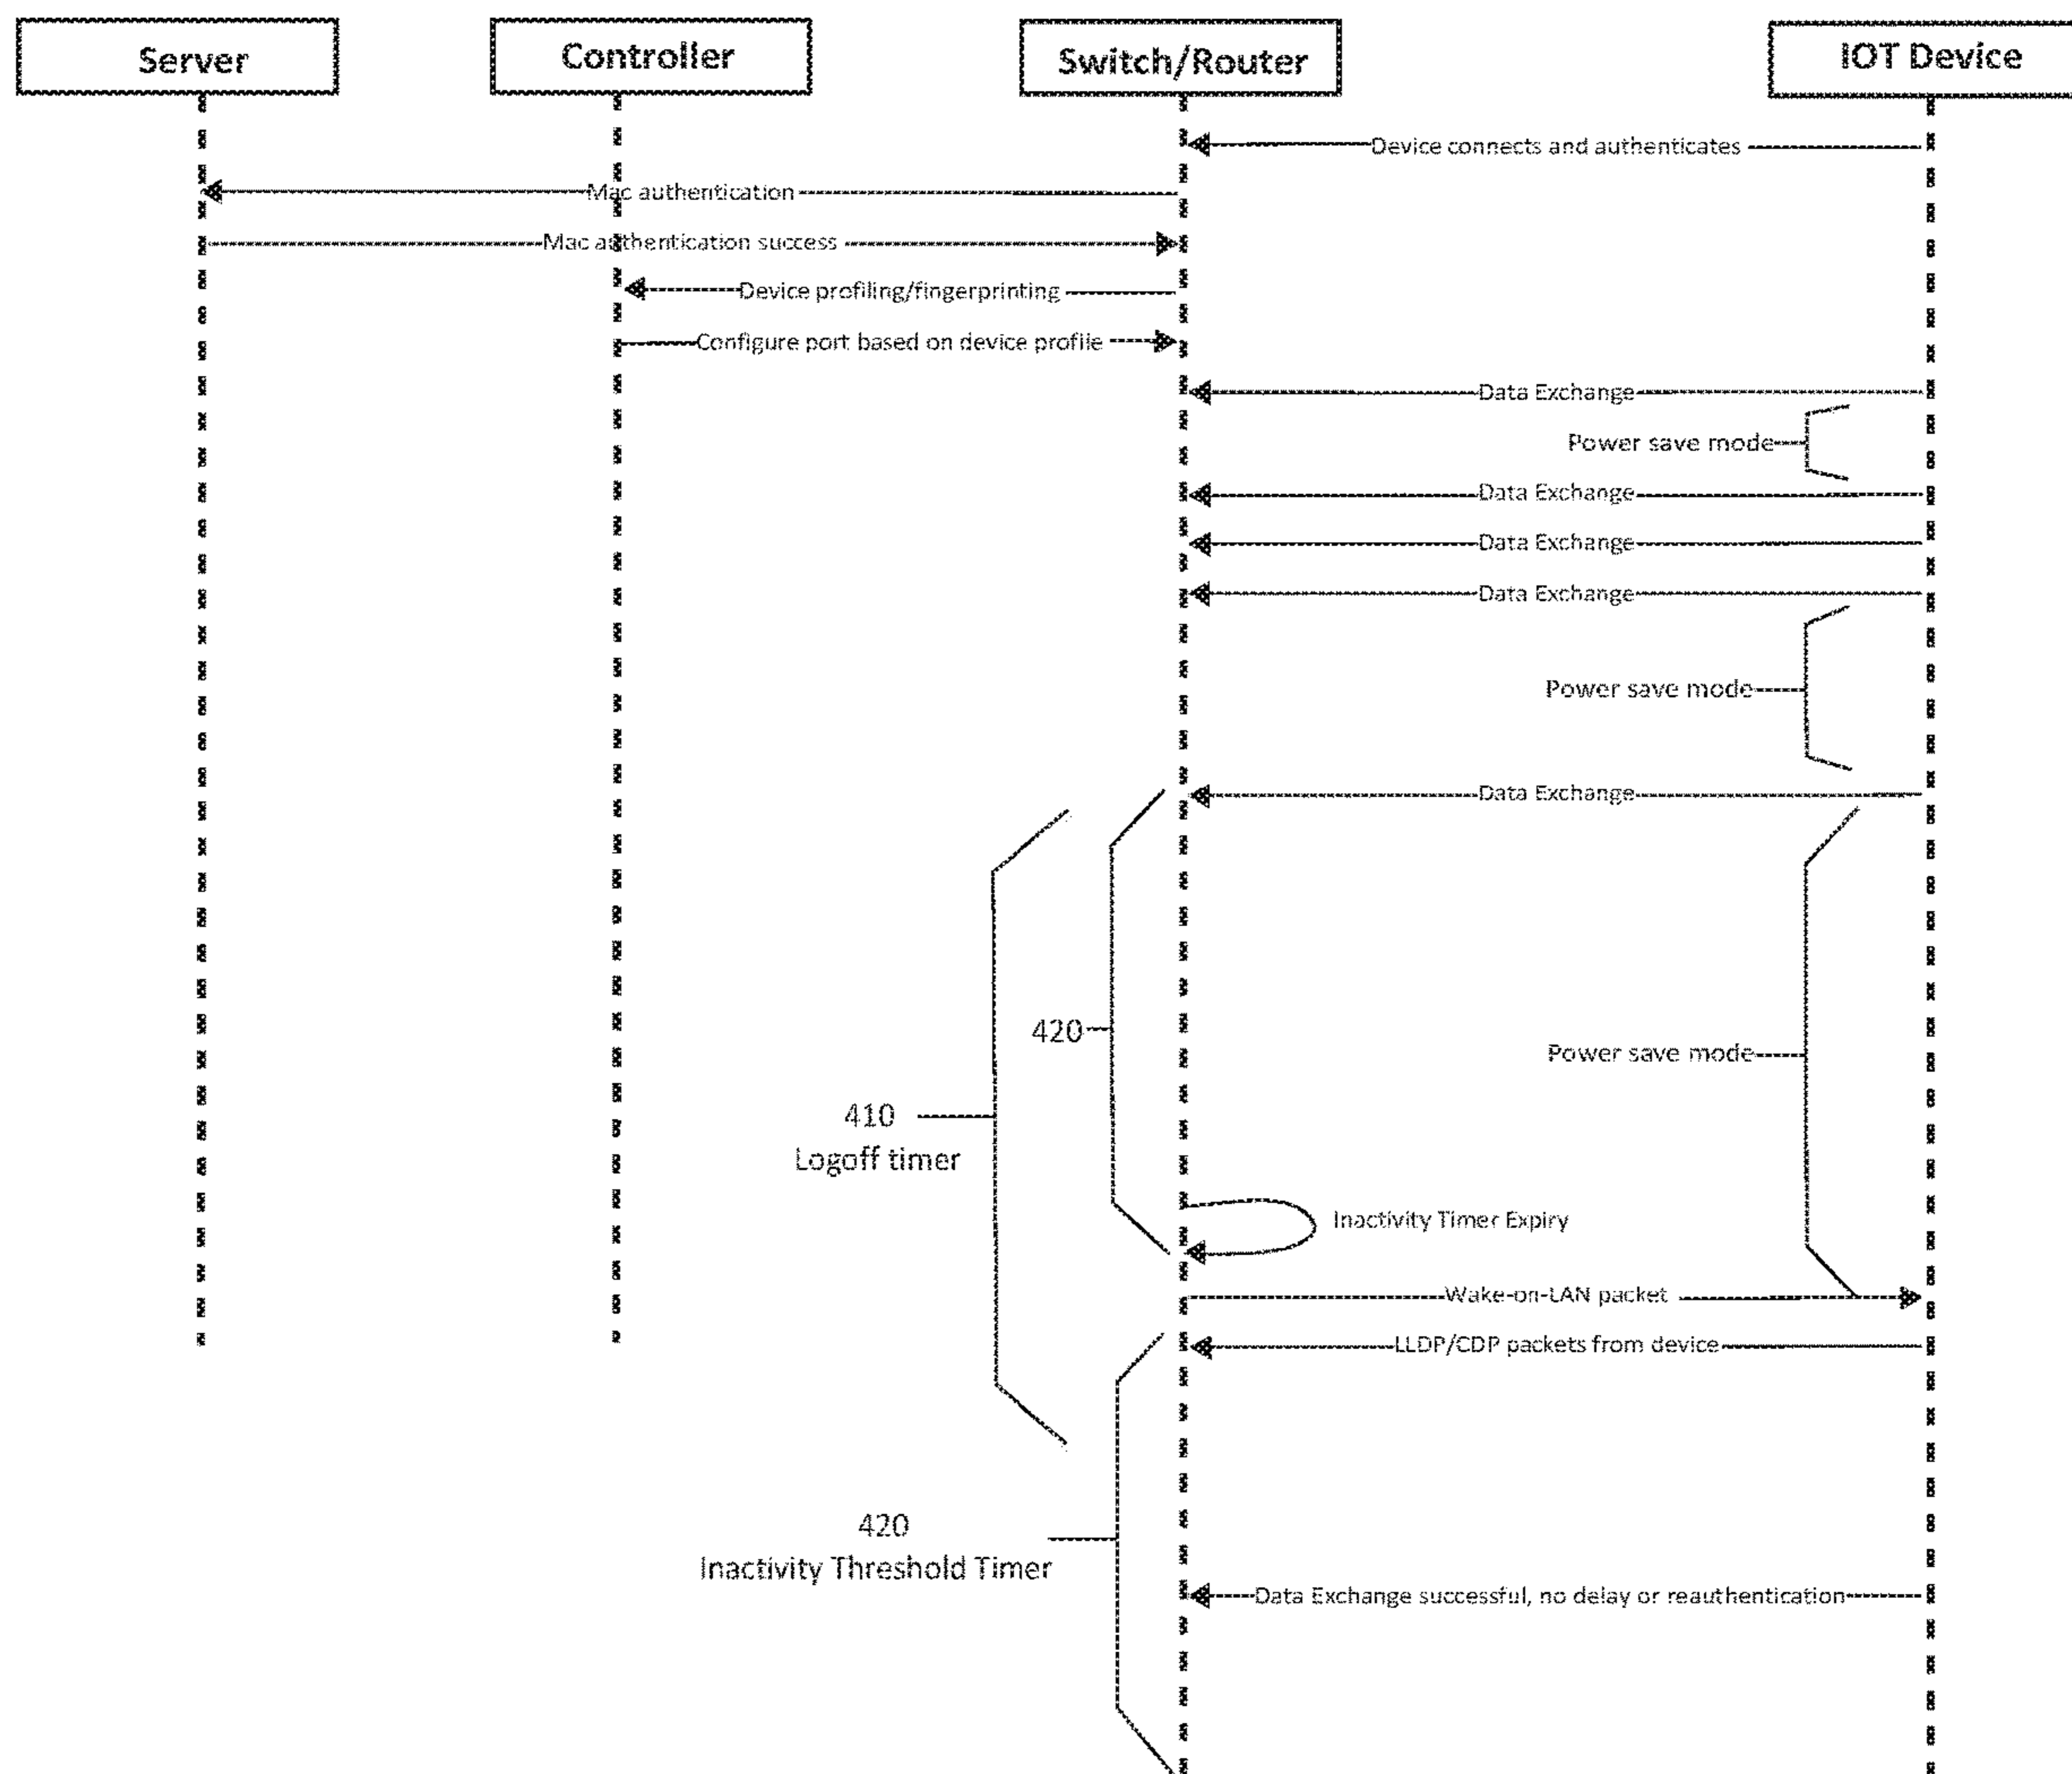 Server
Controller
Switch/Router
IOT Device
Device connects and authenticates
Mac authentication
Mac authentication success
Device profiling/fingerprinting
Configure port based on device profile
Data Exchange
Power save mode
Data Exchange
Data Exchange
Data Exchange
Power save mode
Data Exchange
420
Power save mode
410
Logoff timer
Inactivity Timer Expiry
Wake-on-LAN packet
LLDP/CDP packets from device
420
Inactivity Threshold Timer
Data Exchange successful, no delay or reauthentication